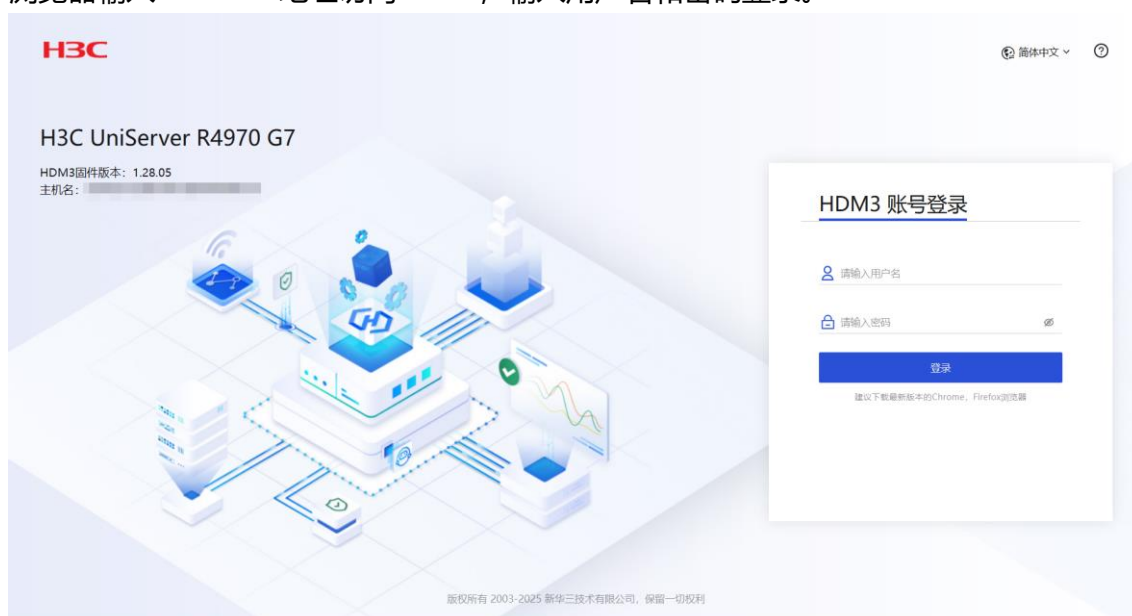 H3C
简体中文
H3C UniServer R4970 G7
HDM3固件版本：1.28.05
主机名：
HDM3 账号登录
请输入用户名
请输入密码
登录
建议下载最新版本的Chrome，Firefox浏览器
版权所有 2003-2025 新华三技术有限公司，保留一切权利